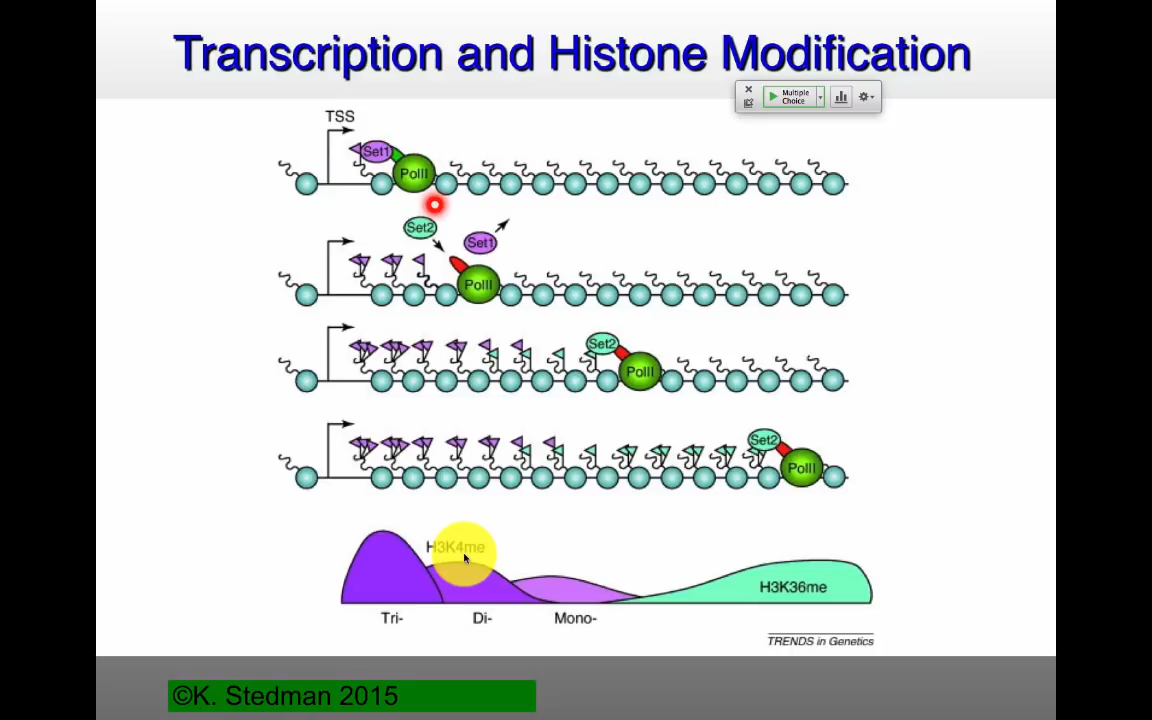 Transcription and Histone Modification
Multiple
Choice
TSS
Set1
PolII
Set2
Set1
PolII
Set2
PolII
Set2
PolII
H3K4me
H3K36me
Tri-
Di-
Mono-
TRENDS in Genetics
©K. Stedman 2015